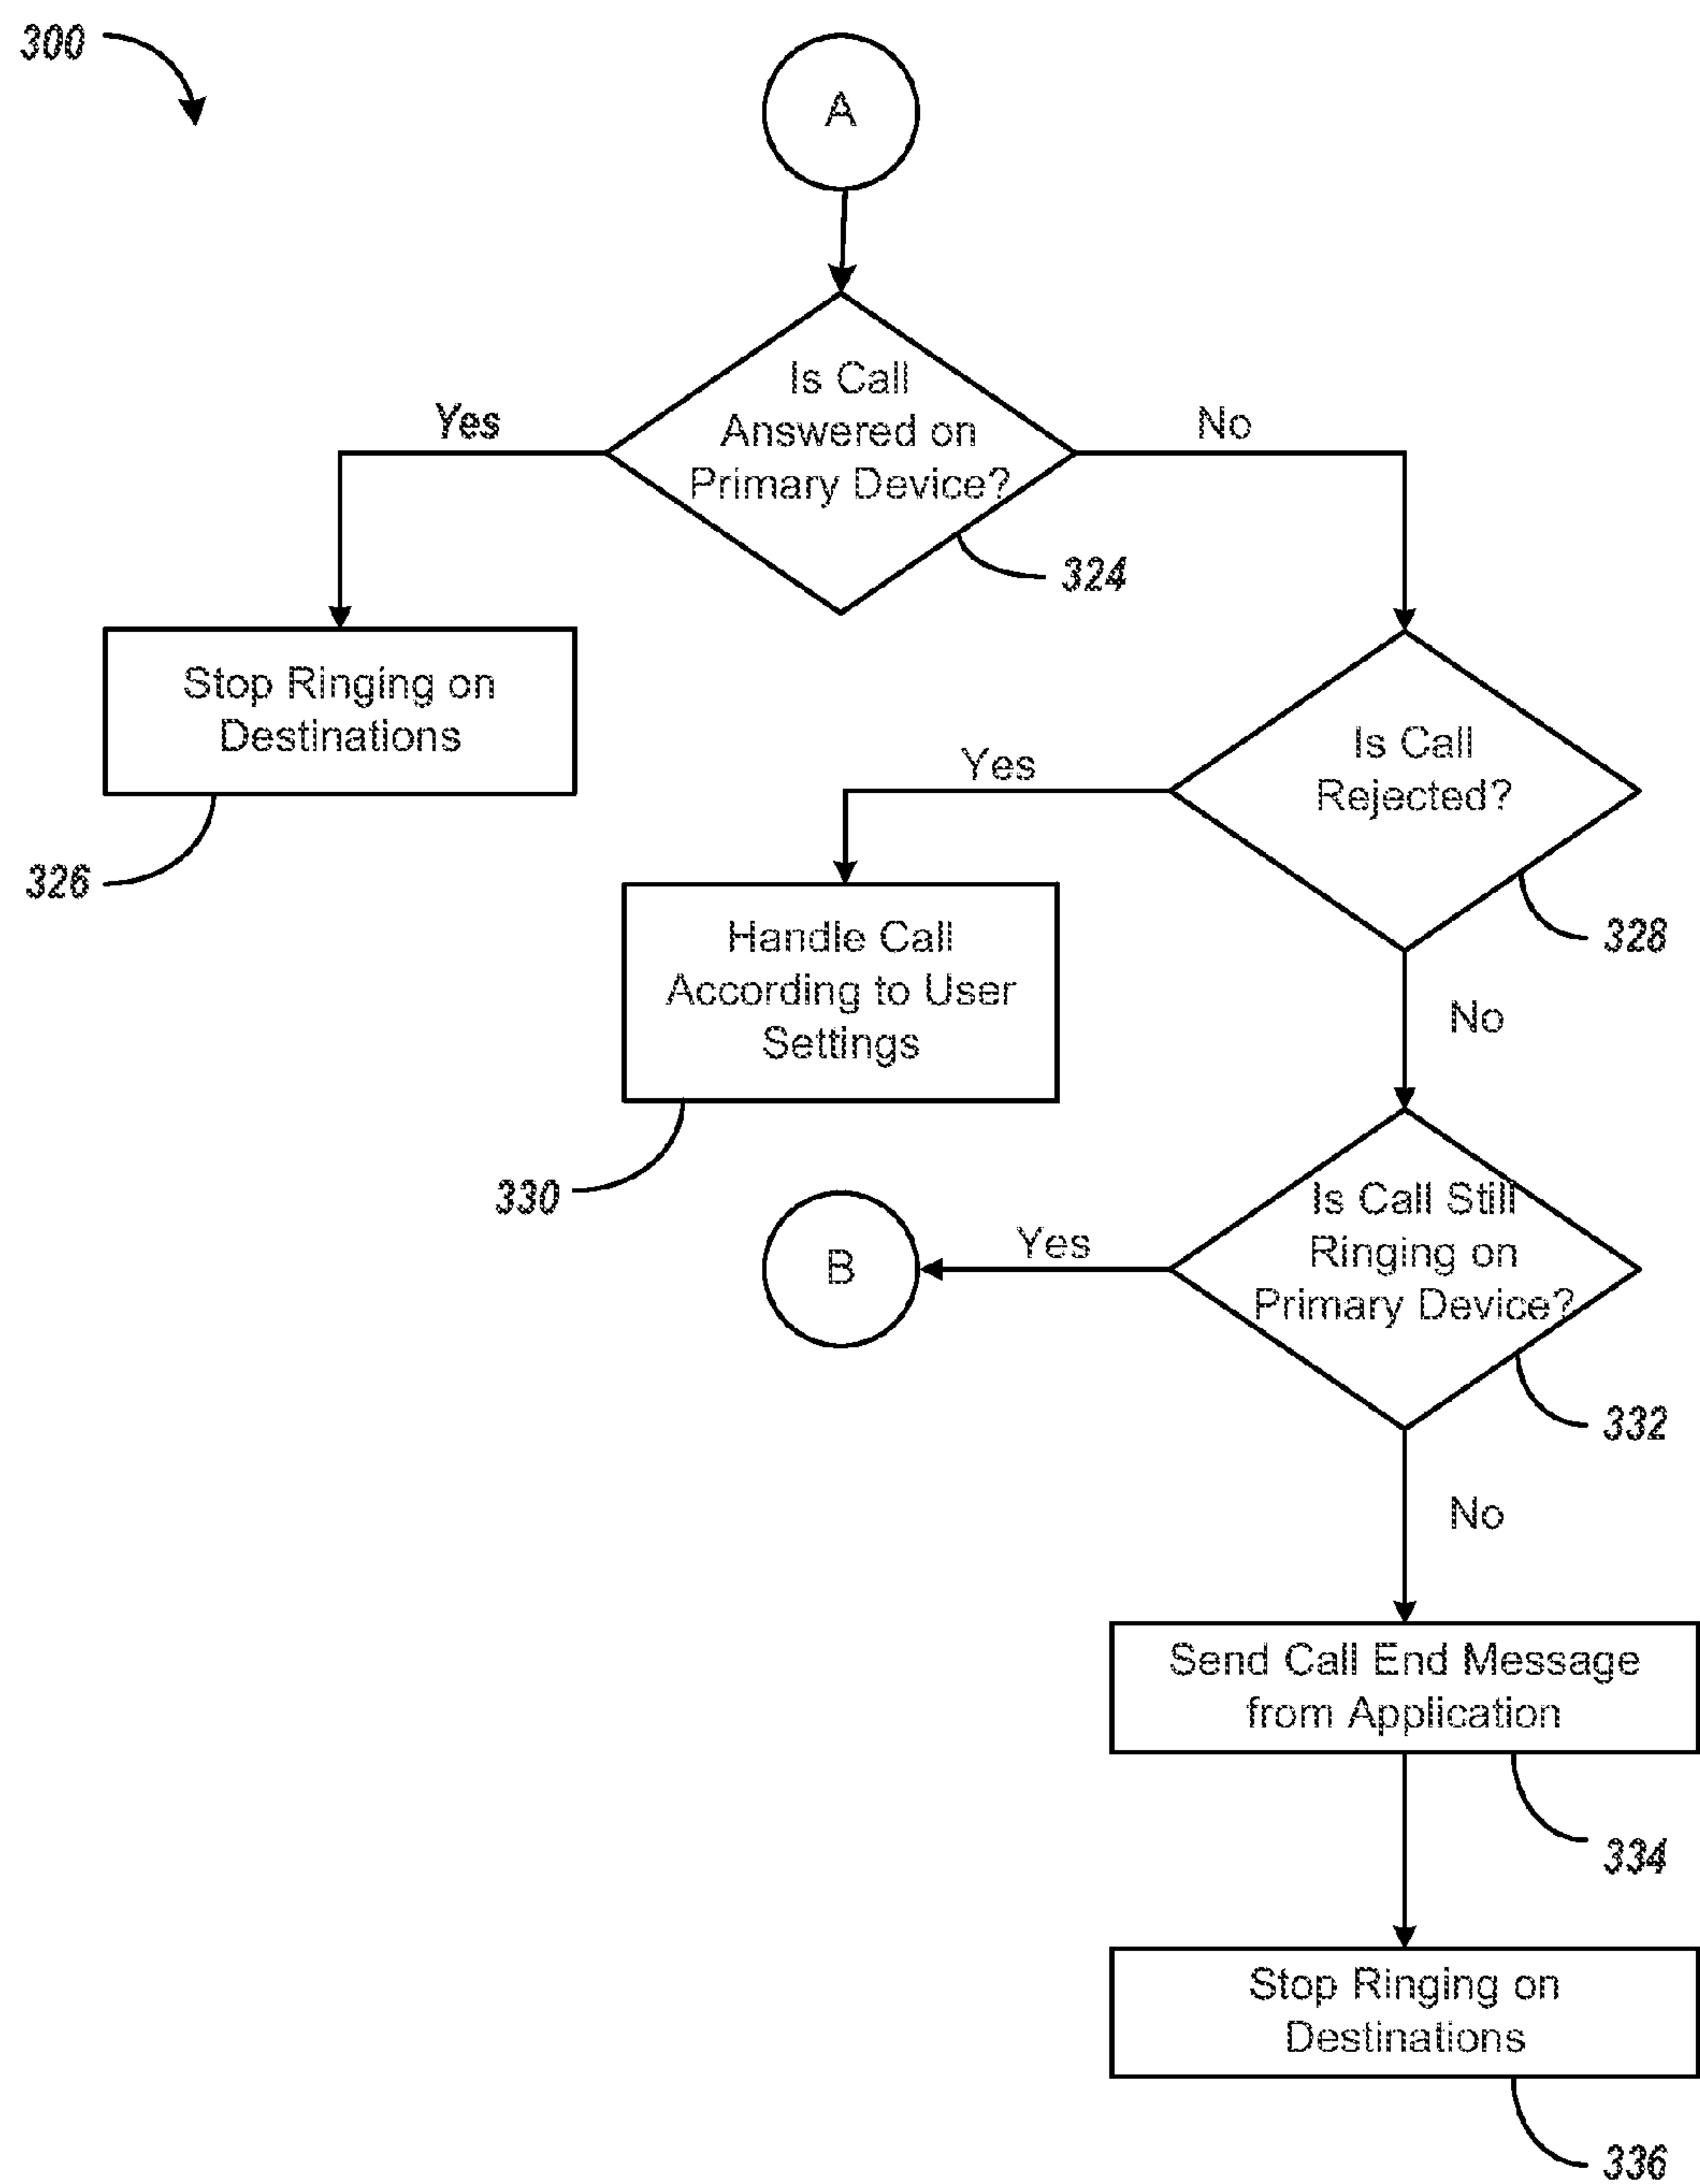 300
A
Is Call
Answered on
Primary Device?
Yes
No
324
Stop Ringing on
Destinations
326
Is Call
Rejected?
Yes
328
Handle Call
According to User
Settings
No
330
Is Call Still
Ringing on
Primary Device?
Yes
B
332
No
Send Call End Message
from Application
334
Stop Ringing on
Destinations
336